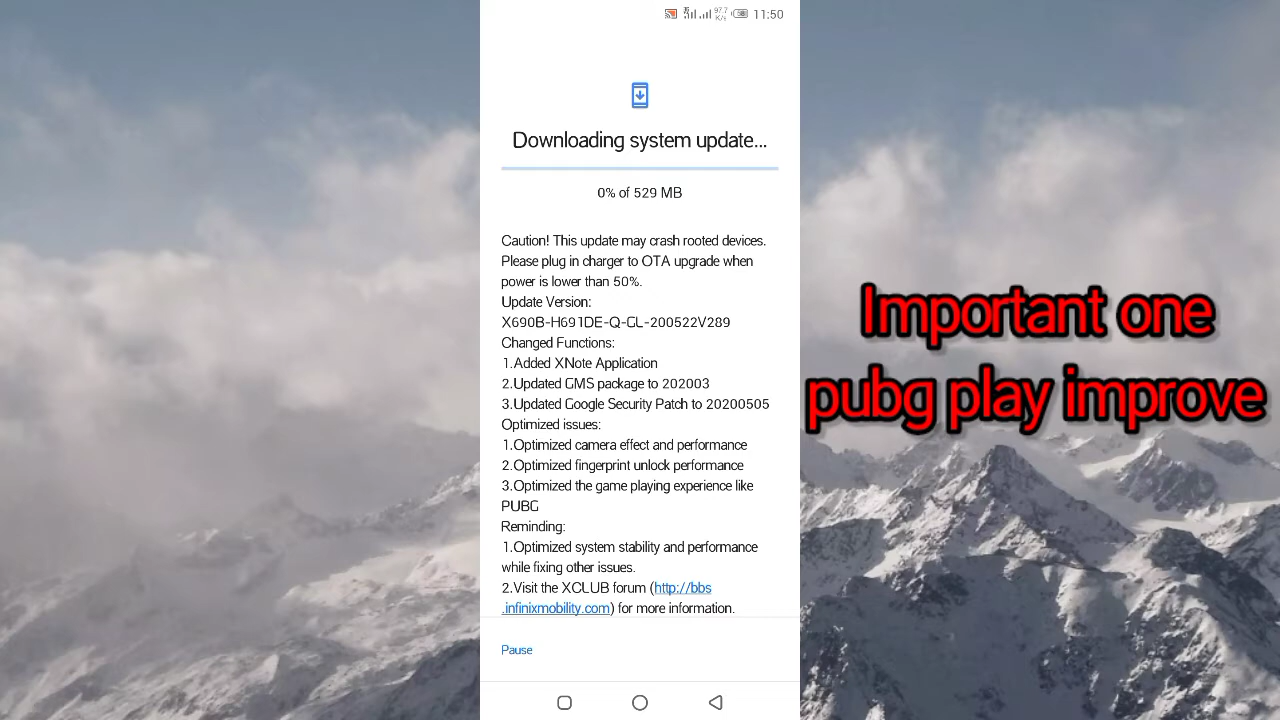 97.7
K/s
58
11:50
Downloading system update...
0% of 529 MB
Caution! This update may crash rooted devices.
Please plug in charger to OTA upgrade when
power is lower than 50%.
Update Version:
X690B-H691DE-Q-GL-200522V289
Changed Functions:
1.Added XNote Application
2.Updated GMS package to 202003
3.Updated Google Security Patch to 20200505
Optimized issues:
1.Optimized camera effect and performance
2.Optimized fingerprint unlock performance
3.Optimized the game playing experience like
PUBG
Reminding:
1.Optimized system stability and performance
while fixing other issues.
2.Visit the XCLUB forum (http://bbs
.infinixmobility.com) for more information.
Pause
Important one
pubg play improve